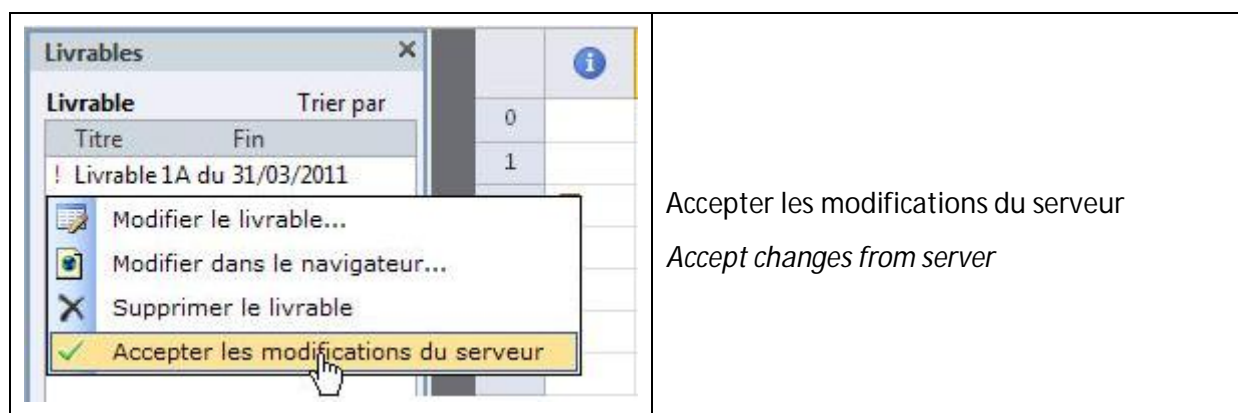 Livrables
Livrable Trier par
Titre Fin
! Livrable 1A du 31/03/2011
Modifier le livrable...
Modifier dans le navigateur...
Supprimer le livrable
Accepter les modifications du serveur
0
1
Accepter les modifications du serveur
Accept changes from server